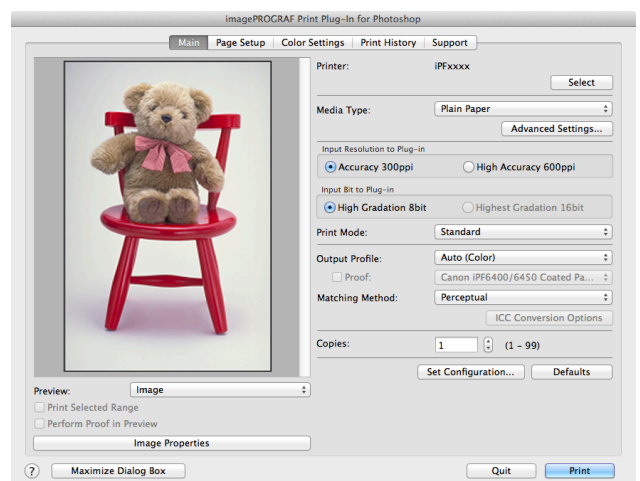 imagePROGRAF Print Plug-In for Photoshop
Main Page Setup Color Settings Print History Support
Printer: iPFxxxx
Select
Media Type: Plain Paper
Advanced Settings...
Input Resolution to Plug-in
Accuracy 300ppi High Accuracy 600ppi
Input Bit to Plug-in
High Gradation 8bit Highest Gradation 16bit
Print Mode: Standard
Output Profile: Auto (Color)
Proof: Canon iPF6400/6450 Coated Pa...
Matching Method: Perceptual
ICC Conversion Options
Copies: 1 (1 – 99)
Set Configuration... Defaults
Preview: Image
Print Selected Range
Perform Proof in Preview
Image Properties
? Maximize Dialog Box Quit Print